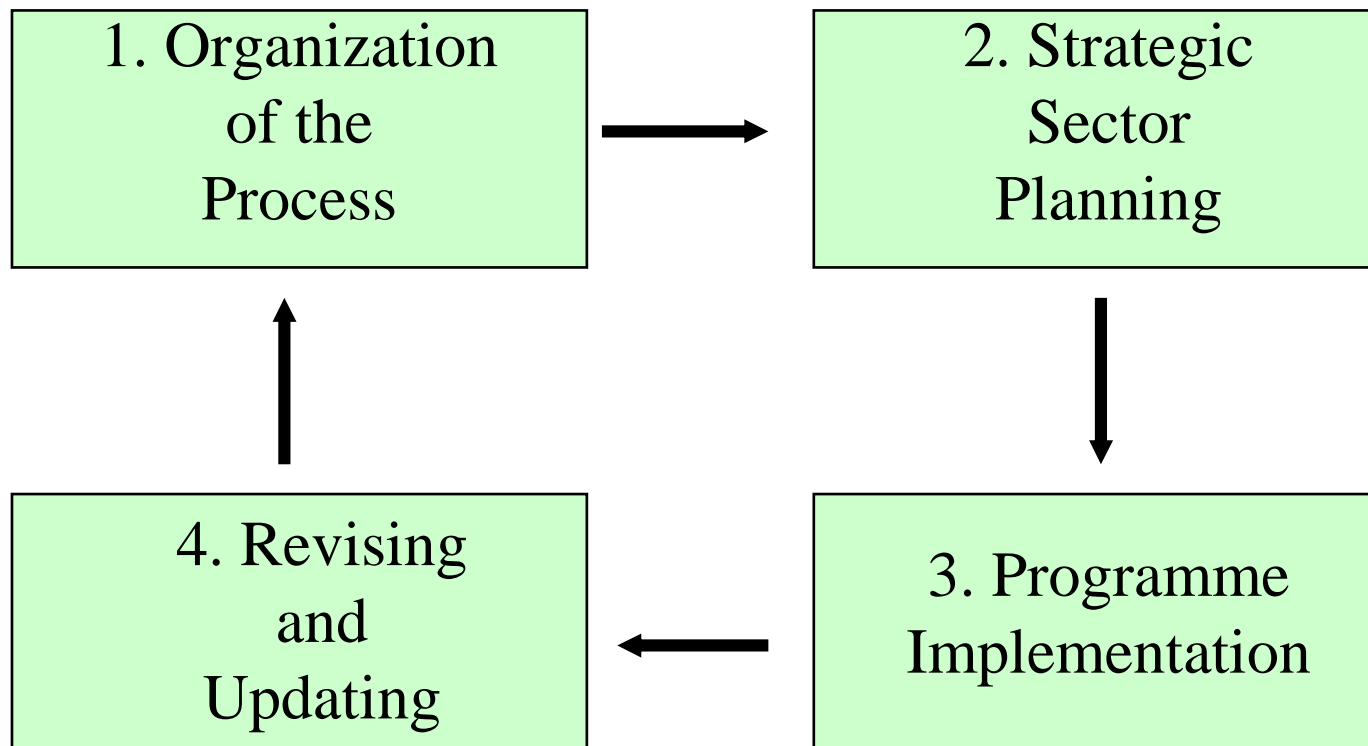 1. Organization
of the
Process
2. Strategic
Sector
Planning
3. Programme
Implementation
4. Revising
and
Updating